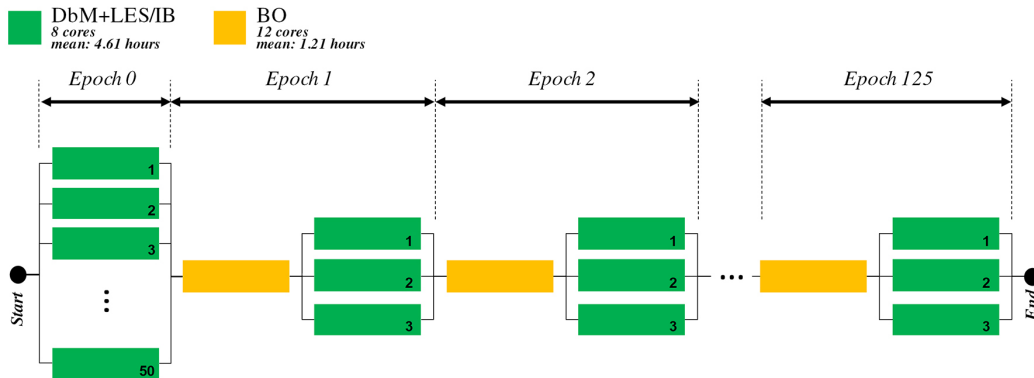 DbM+LES/IB
8 cores
mean: 4.61 hours
BO
12 cores
mean: 1.21 hours
Epoch 0
Epoch 1
Epoch 2
Epoch 125
1
2
3
50
1
2
3
1
2
3
1
2
3
Start
End